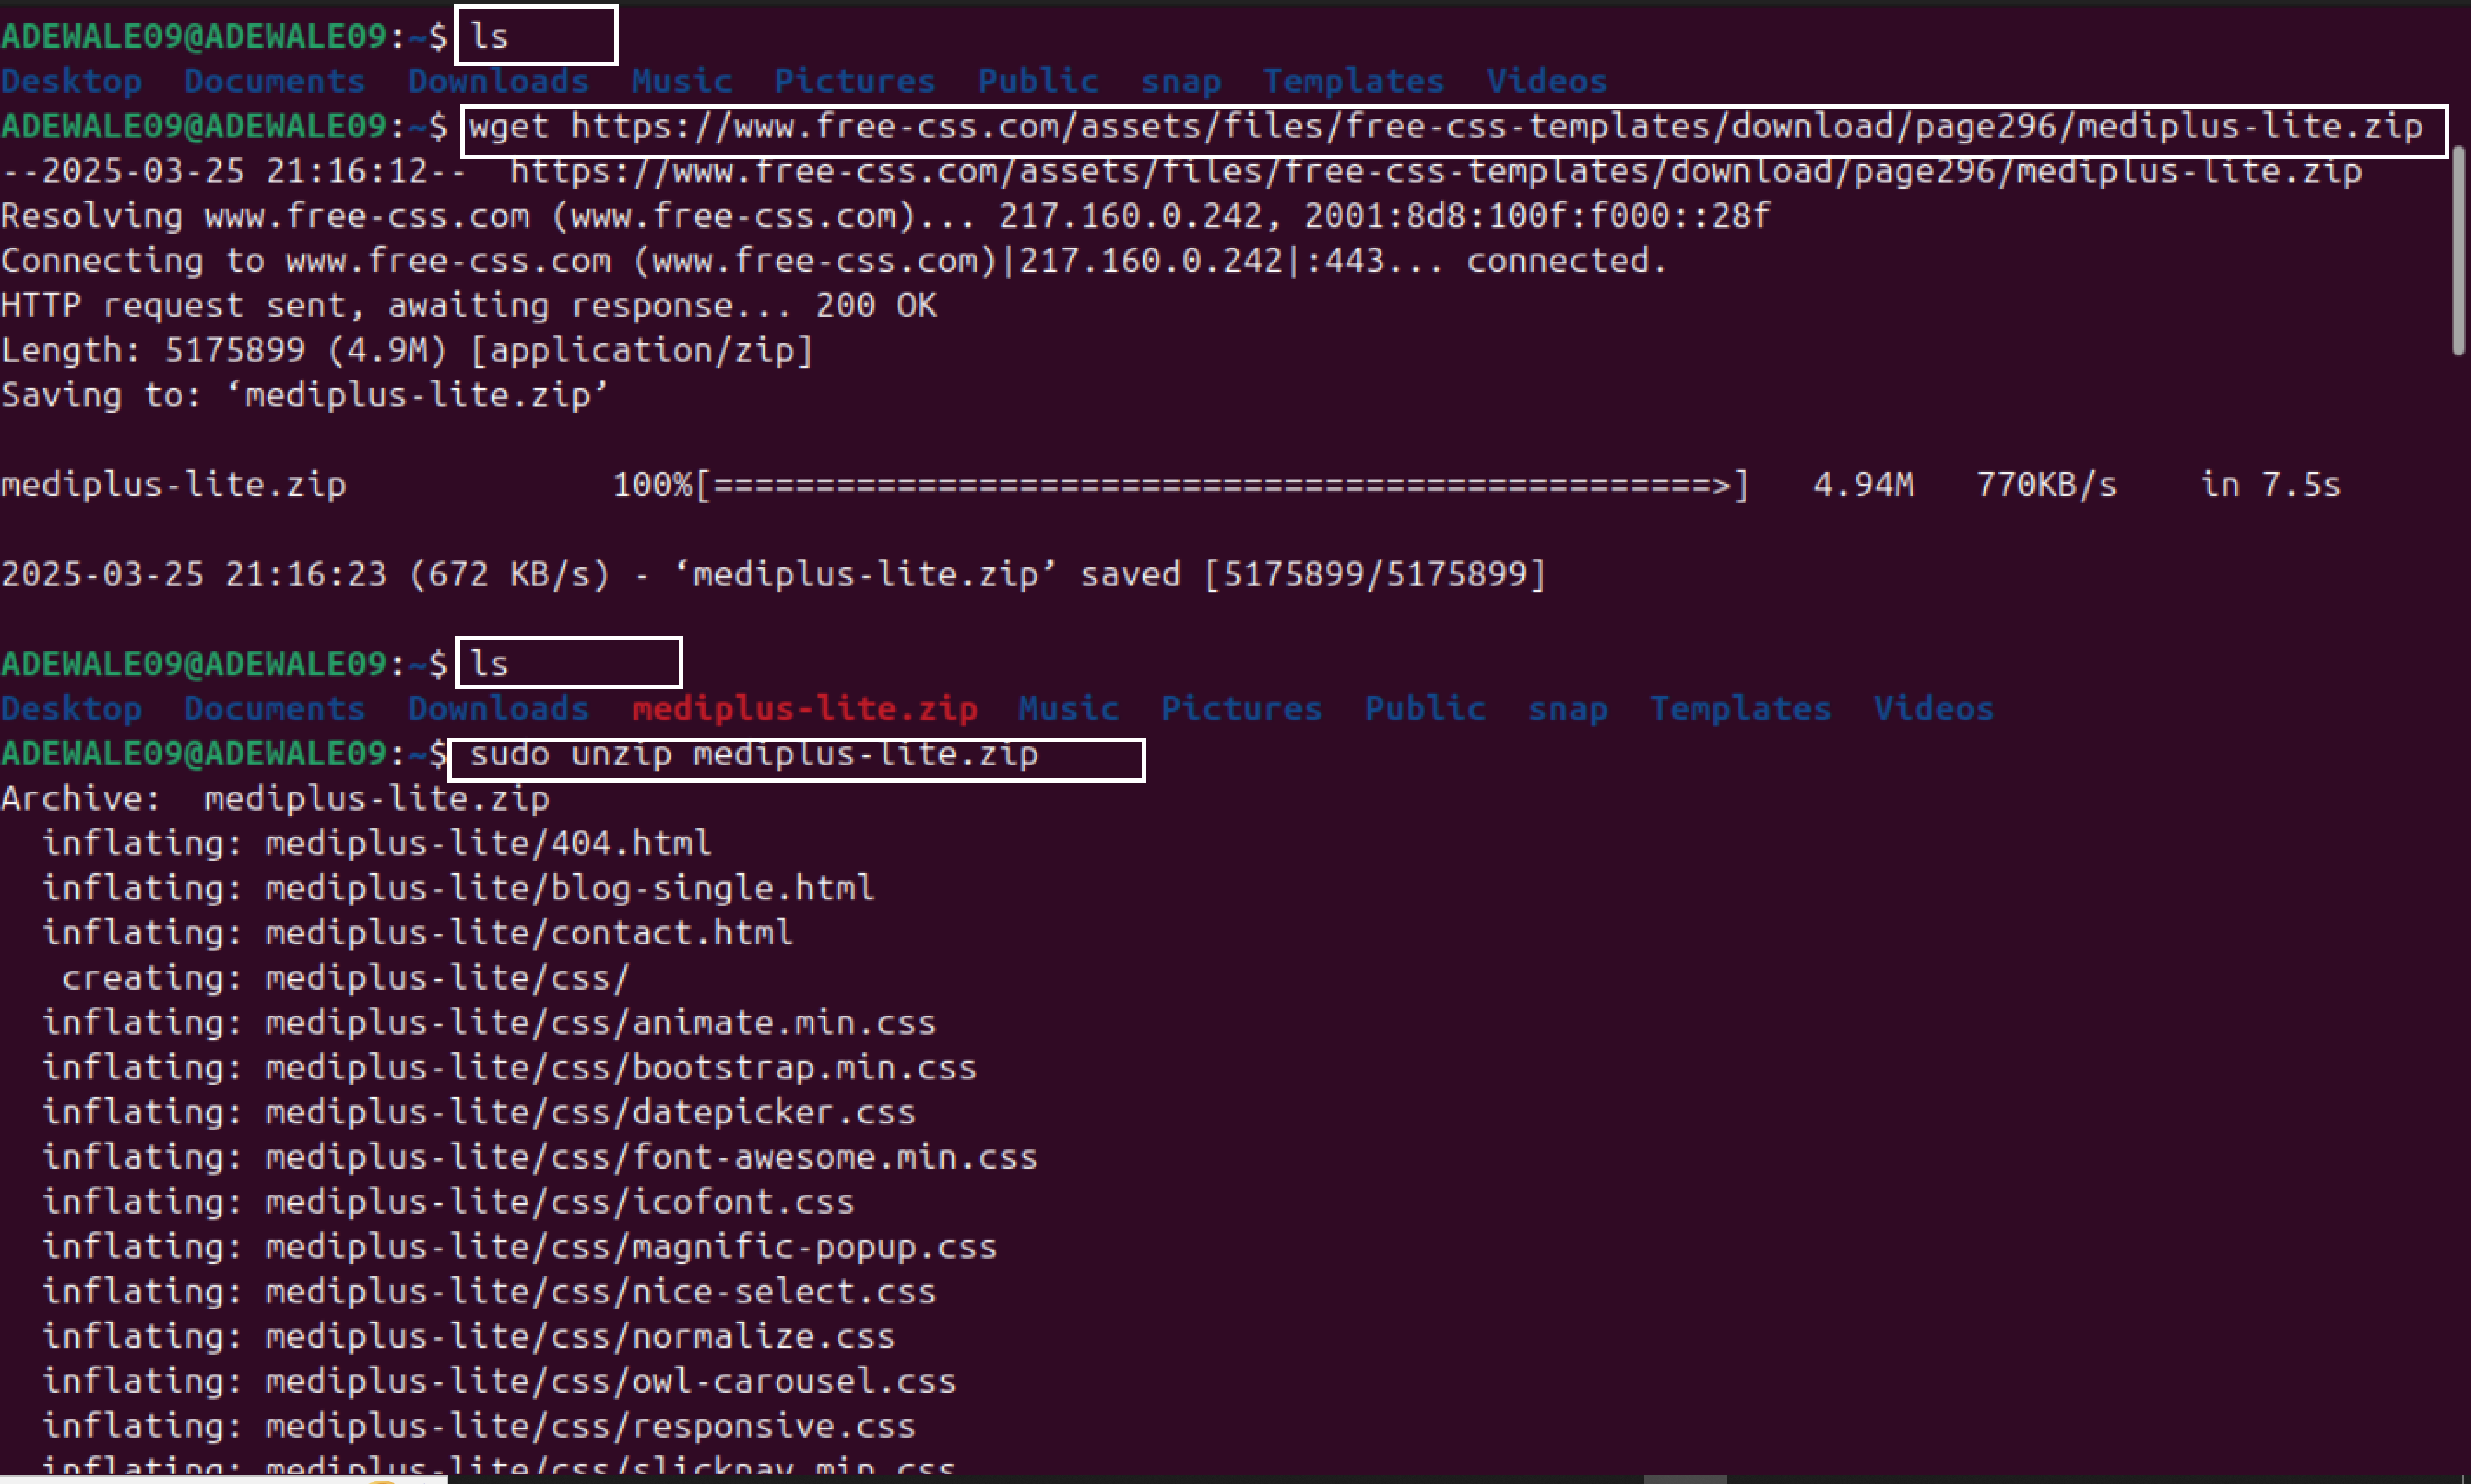 ADEWALE09@ADEWALE09:~$ ls
Desktop  Documents  Downloads  Music  Pictures  Public  snap  Templates  Videos
ADEWALE09@ADEWALE09:~$ wget https://www.free-css.com/assets/files/free-css-templates/download/page296/mediplus-lite.zip
--2025-03-25 21:16:12--  https://www.free-css.com/assets/files/free-css-templates/download/page296/mediplus-lite.zip
Resolving www.free-css.com (www.free-css.com)... 217.160.0.242, 2001:8d8:100f:f000::28f
Connecting to www.free-css.com (www.free-css.com)|217.160.0.242|:443... connected.
HTTP request sent, awaiting response... 200 OK
Length: 5175899 (4.9M) [application/zip]
Saving to: ‘mediplus-lite.zip’
mediplus-lite.zip             100%[=================================================>]   4.94M   770KB/s    in 7.5s
2025-03-25 21:16:23 (672 KB/s) - ‘mediplus-lite.zip’ saved [5175899/5175899]
ADEWALE09@ADEWALE09:~$ ls
Desktop  Documents  Downloads  mediplus-lite.zip  Music  Pictures  Public  snap  Templates  Videos
ADEWALE09@ADEWALE09:~$ sudo unzip mediplus-lite.zip
Archive:  mediplus-lite.zip
  inflating: mediplus-lite/404.html
  inflating: mediplus-lite/blog-single.html
  inflating: mediplus-lite/contact.html
   creating: mediplus-lite/css/
  inflating: mediplus-lite/css/animate.min.css
  inflating: mediplus-lite/css/bootstrap.min.css
  inflating: mediplus-lite/css/datepicker.css
  inflating: mediplus-lite/css/font-awesome.min.css
  inflating: mediplus-lite/css/icofont.css
  inflating: mediplus-lite/css/magnific-popup.css
  inflating: mediplus-lite/css/nice-select.css
  inflating: mediplus-lite/css/normalize.css
  inflating: mediplus-lite/css/owl-carousel.css
  inflating: mediplus-lite/css/responsive.css
  inflating: mediplus-lite/css/slicknav.min.css